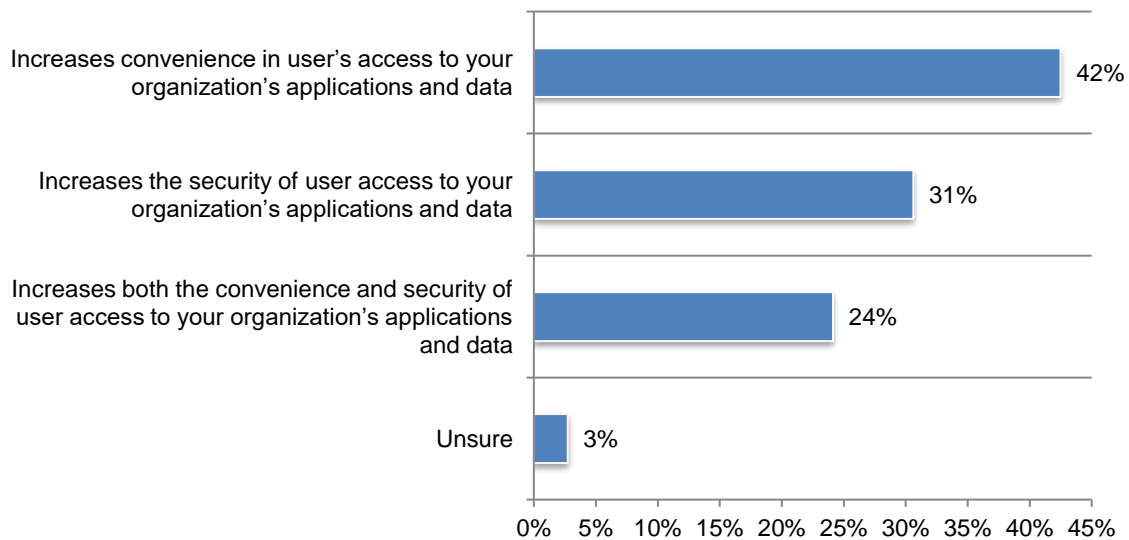 Increases convenience in user’s access to your
organization’s applications and data
42%
Increases the security of user access to your
organization’s applications and data
31%
Increases both the convenience and security of
user access to your organization’s applications
and data
24%
Unsure
3%
0% 5% 10% 15% 20% 25% 30% 35% 40% 45%